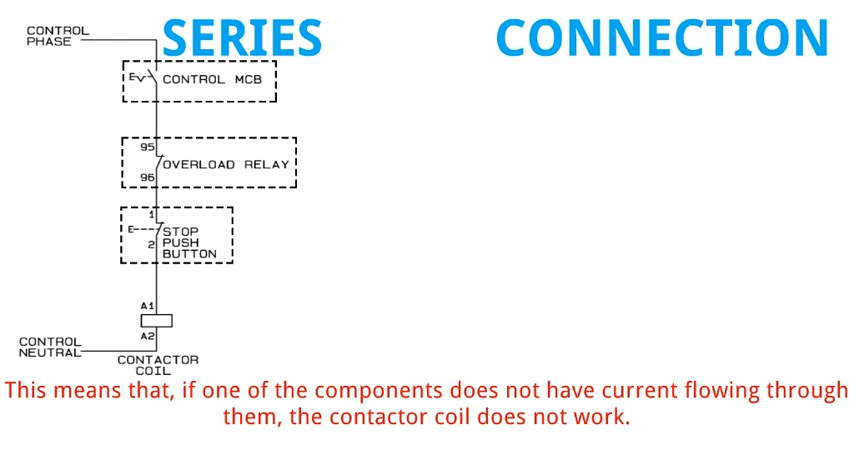 SERIES CONNECTION
CONTROL
PHASE
E
CONTROL MCB
95
OVERLOAD RELAY
96
1
E
STOP
2 PUSH
BUTTON
A1
A2
CONTROL
NEUTRAL
CONTACTOR
COIL
This means that, if one of the components does not have current flowing through
them, the contactor coil does not work.